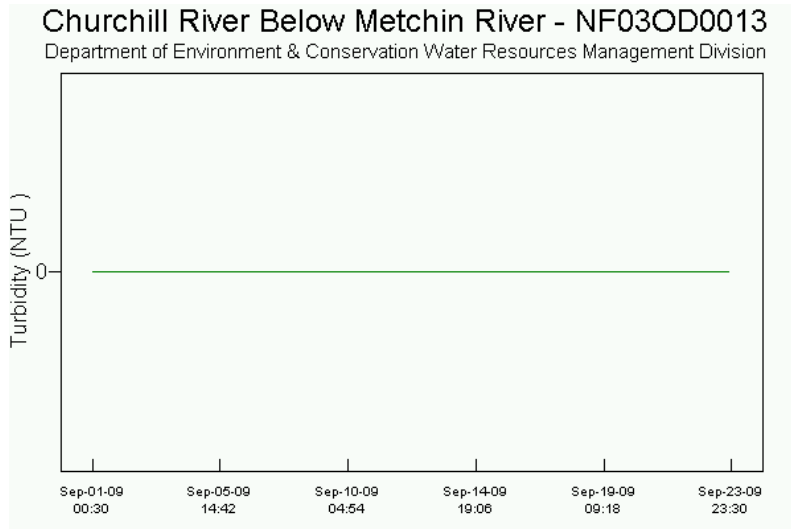 Churchill River Below Metchin River - NF03OD0013
Department of Environment & Conservation Water Resources Management Division
Turbidity (NTU )
0
Sep-01-09 Sep-05-09 Sep-10-09 Sep-14-09 Sep-19-09 Sep-23-09
00:30 14:42 04:54 19:06 09:18 23:30